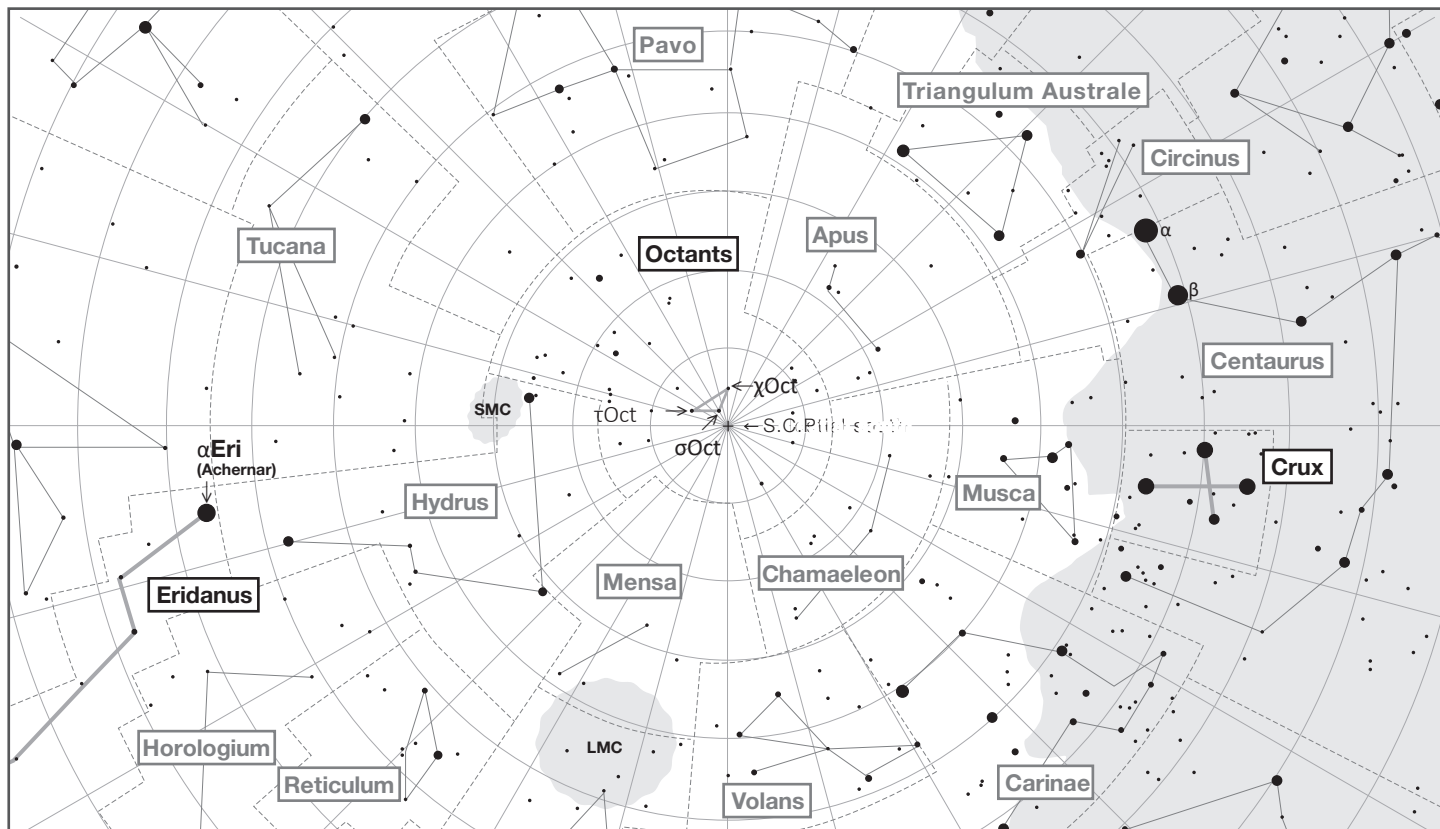 Pavo
Triangulum Australe
Circinus
α
Tucana
Octants
Apus
β
Centaurus
χOct
SMC
τOct
σOct
αEri
(Achernar)
Crux
Hydrus
Musca
Mensa
Chamaeleon
Eridanus
Horologium
LMC
Reticulum
Volans
Carinae